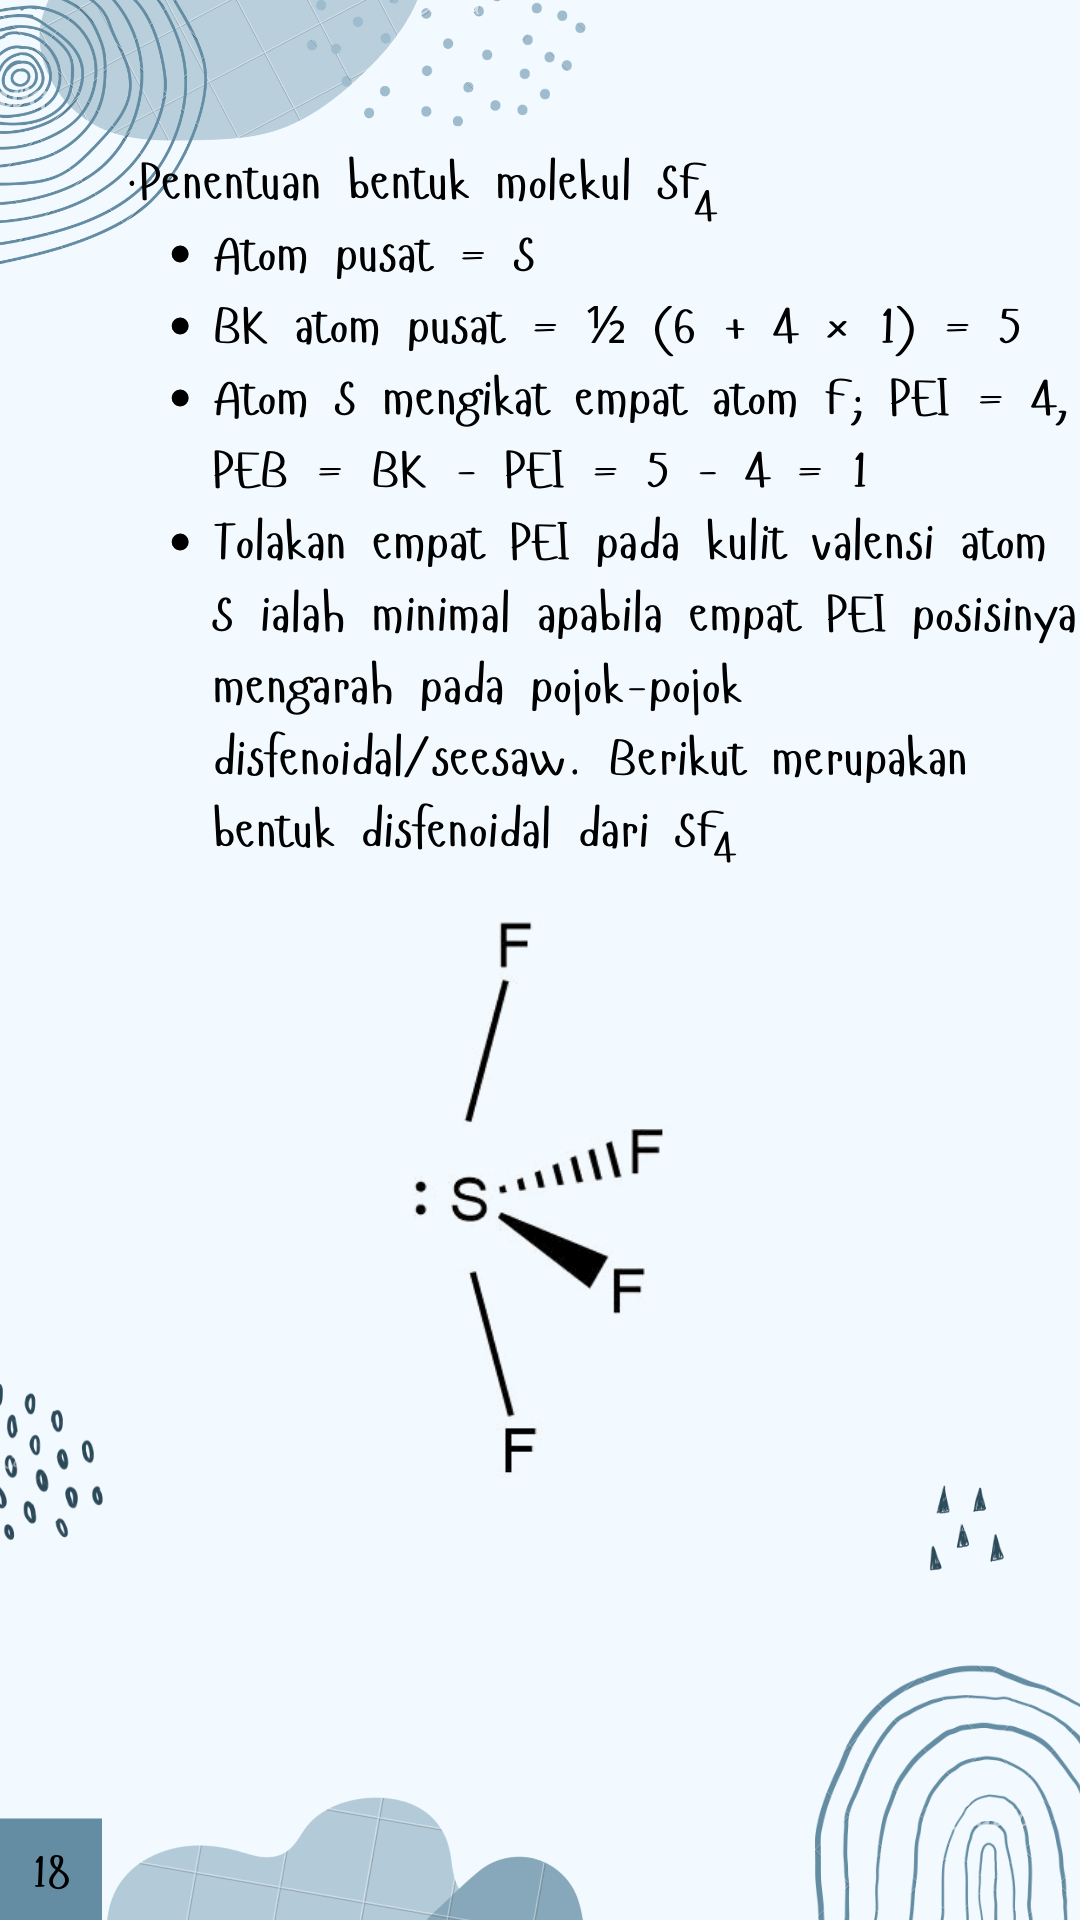 ·Penentuan bentuk molekul SF₄
• Atom pusat = S
• BK atom pusat = ½ (6 + 4 × 1) = 5
• Atom S mengikat empat atom F; PEI = 4,
PEB = BK - PEI = 5 - 4 = 1
• Tolakan empat PEI pada kulit valensi atom
S ialah minimal apabila empat PEI posisinya
mengarah pada pojok-pojok
disfenoidal/seesaw. Berikut merupakan
bentuk disfenoidal dari SF₄
F
F
: S
F
F
18